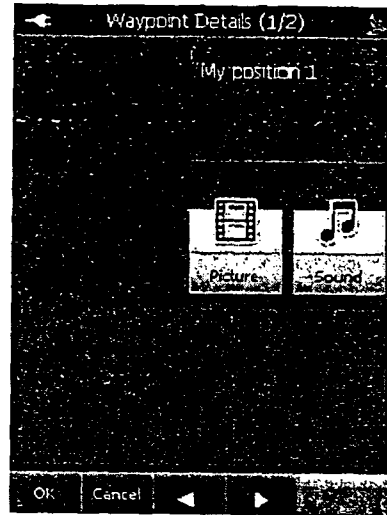 Waypoint Details (1/2)
My position 1
Picture
Sound
OK
Cancel